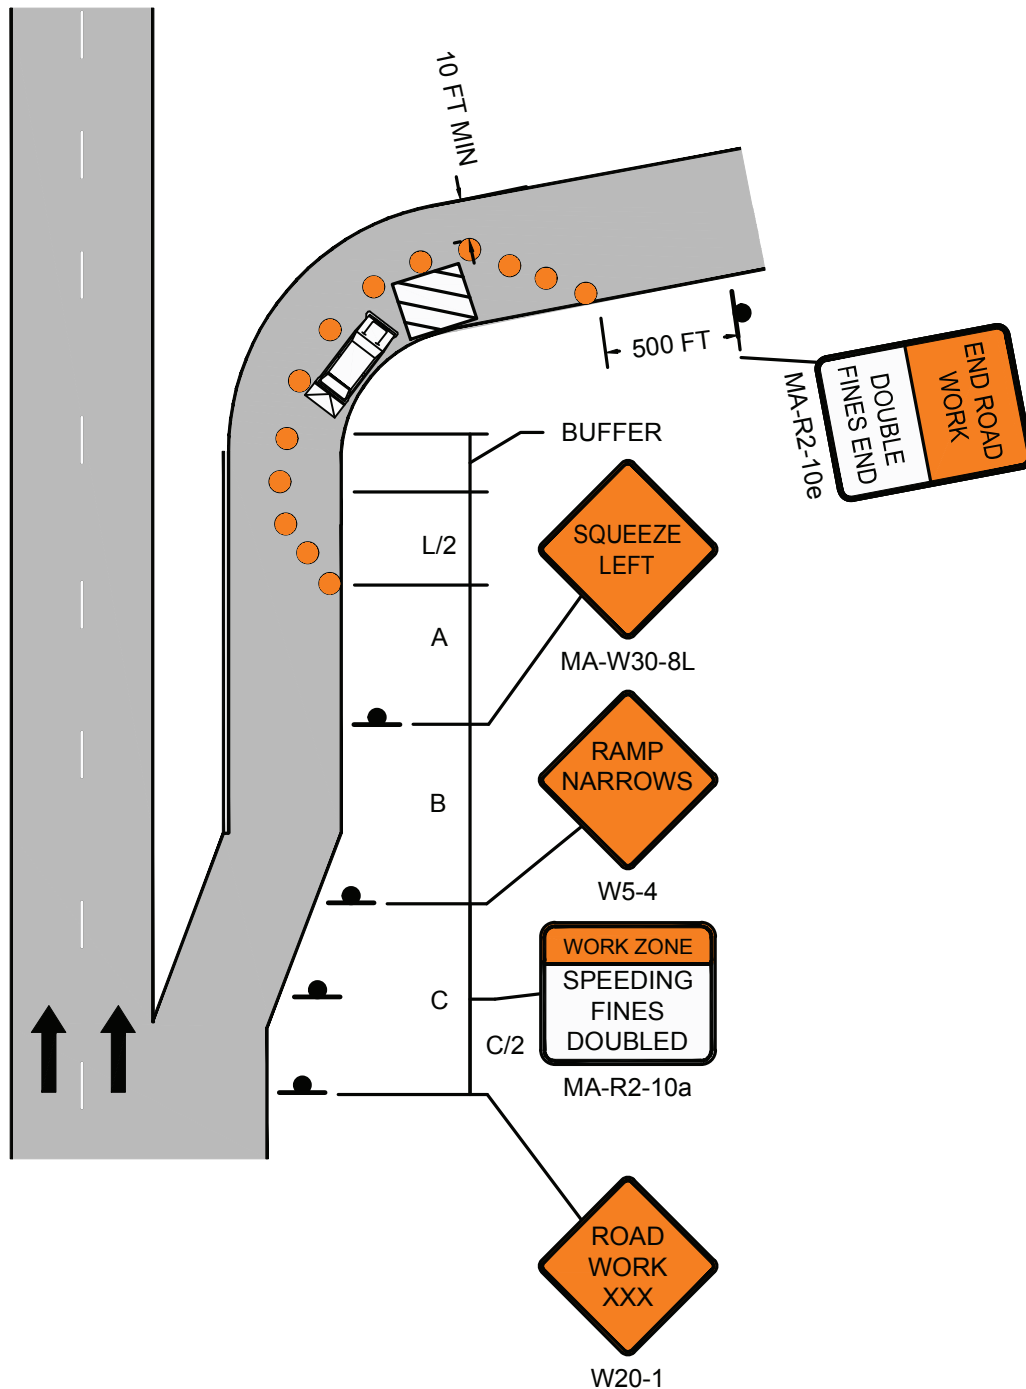 10 FT MIN
500 FT
END ROAD
WORK
DOUBLE
FINES END
MA-R2-10e
BUFFER
L/2
SQUEEZE
LEFT
MA-W30-8L
A
RAMP
NARROWS
W5-4
B
WORK ZONE
SPEEDING
FINES
DOUBLED
MA-R2-10a
C
C/2
ROAD
WORK
XXX
W20-1